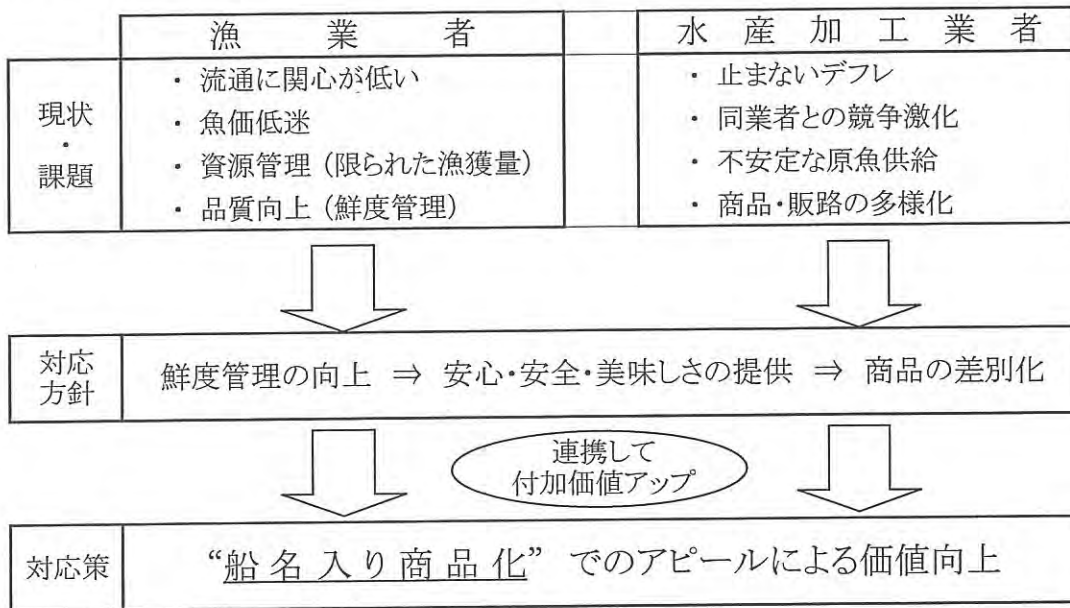 漁業者
水産加工業者
現状
・
課題
・ 流通に関心が低い
・ 魚価低迷
・ 資源管理 (限られた漁獲量)
・ 品質向上 (鮮度管理)
・ 止まないデフレ
・ 同業者との競争激化
・ 不安定な原魚供給
・ 商品・販路の多様化
対応
方針
鮮度管理の向上 ⇒ 安心・安全・美味しさの提供 ⇒ 商品の差別化
連携して
付加価値アップ
対応策
“船名入り商品化” でのアピールによる価値向上